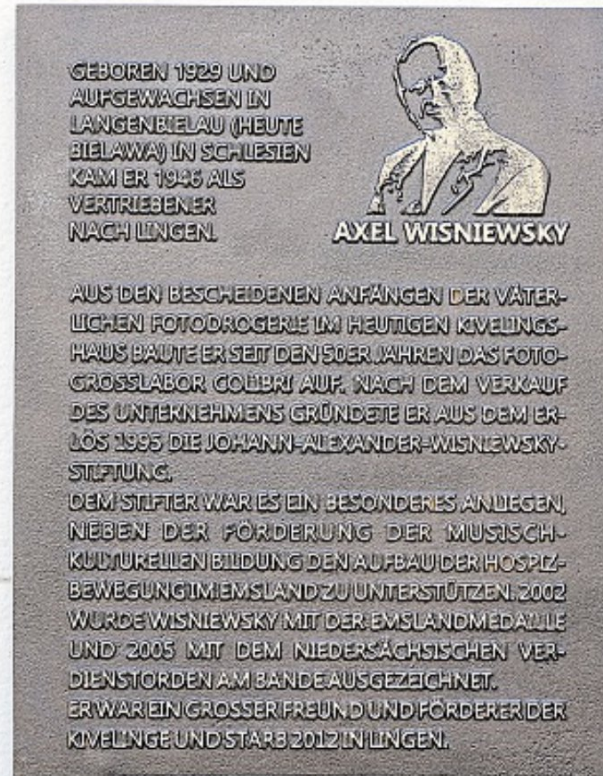 GEBOREN 1929 UND
AUFGEWACHSEN IN
LANGENBIELAU (HEUTE
BIELAWA) IN SCHLESIEN
KAM ER 1946 ALS
VERTRIEBENER
NACH LINGEN.
AXEL WISNIEWSKY
AUS DEN BESCHEIDENEN ANFÄNGEN DER VÄTER-
LICHEN FOTODROGERIE IM HEUTIGEN KIVELINGS-
HAUS BAUTE ER SEIT DEN 50ER JAHREN DAS FOTO-
GROSSLABOR COLIBRI AUF. NACH DEM VERKAUF
DES UNTERNEHMENS GRÜNDETE ER AUS DEM ER-
LÖS 1995 DIE JOHANN-ALEXANDER-WISNIEWSKY-
STIFTUNG.
DEM STIFTER WAR ES EIN BESONDERES ANLIEGEN,
NEBEN DER FÖRDERUNG DER MUSISCH-
KULTURELLEN BILDUNG DEN AUFBAU DER HOSPIZ-
BEWEGUNG IM EMSLAND ZU UNTERSTÜTZEN. 2002
WURDE WISNIEWSKY MIT DER EMSLANDMEDAILLE
UND 2005 MIT DEM NIEDERSÄCHSISCHEN VER-
DIENSTORDEN AM BANDE AUSGEZEICHNET.
ER WAR EIN GROSSER FREUND UND FÖRDERER DER
KIVELINGE UND STARB 2012 IN LINGEN.